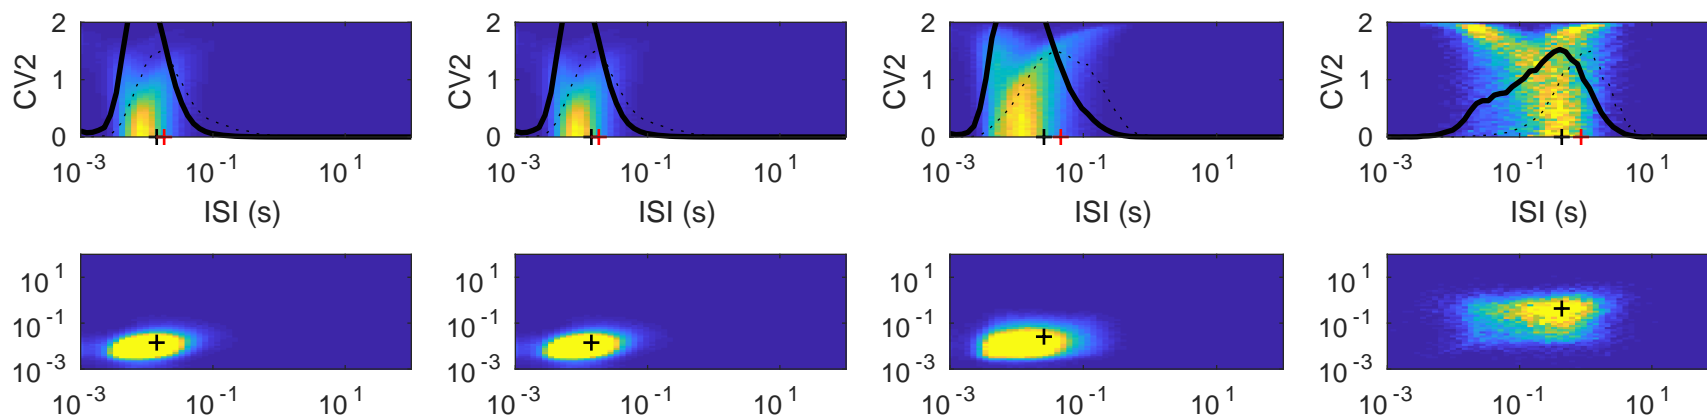 2 2 2 2
CV2 CV2 CV2 CV2
1 1 1 1
0 0 0 0
10^-3 10^-1 10^1 10^-3 10^-1 10^1 10^-3 10^-1 10^1 10^-3 10^-1 10^1
ISI (s) ISI (s) ISI (s) ISI (s)
10^1 10^1 10^1 10^1
10^-1 10^-1 10^-1 10^-1
10^-3 10^-3 10^-3 10^-3
10^-3 10^-1 10^1 10^-3 10^-1 10^1 10^-3 10^-1 10^1 10^-3 10^-1 10^1